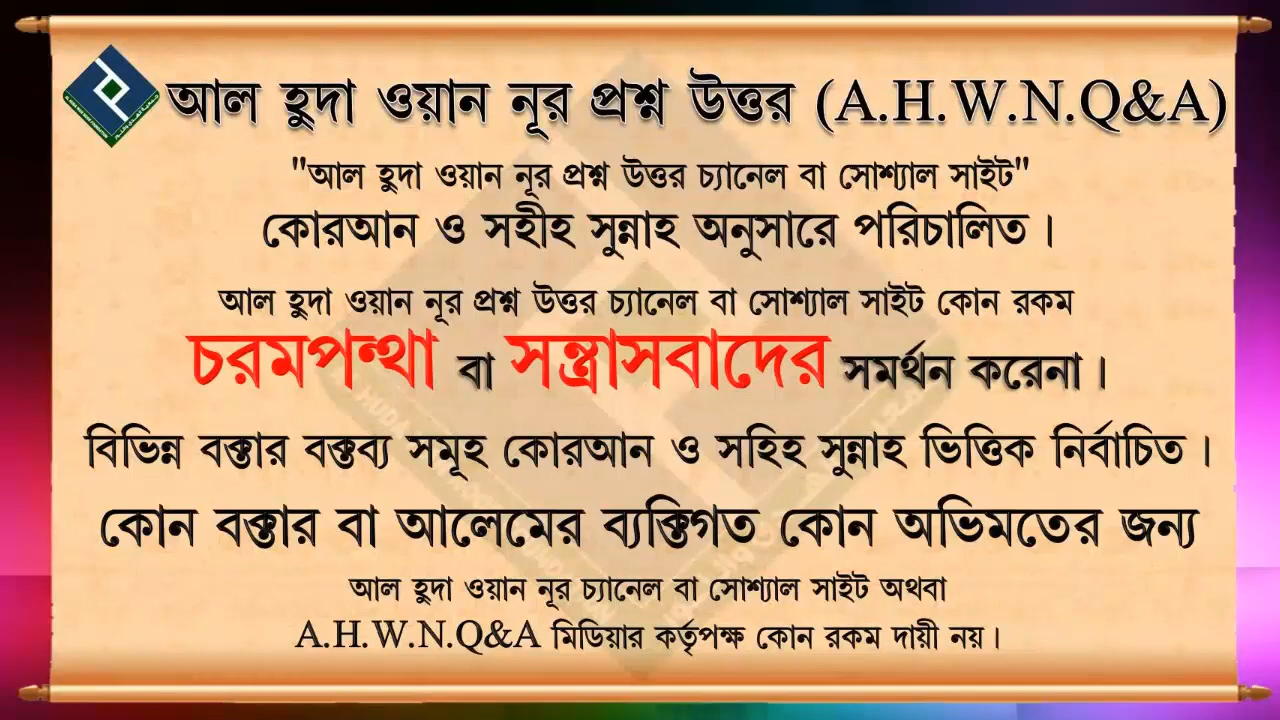 আল হুদা ওয়ান নূর প্রশ্ন উত্তর (A.H.W.N.Q&A)
"আল হুদা ওয়ান নূর প্রশ্ন উত্তর চ্যানেল বা সোশ্যাল সাইট"
কোরআন ও সহীহ সুন্নাহ অনুসারে পরিচালিত।
আল হুদা ওয়ান নূর প্রশ্ন উত্তর চ্যানেল বা সোশ্যাল সাইট কোন রকম
চরমপন্থা বা সন্ত্রাসবাদের সমর্থন করেনা।
বিভিন্ন বক্তার বক্তব্য সমূহ কোরআন ও সহিহ সুন্নাহ ভিত্তিক নির্বাচিত।
কোন বক্তার বা আলেমের ব্যক্তিগত কোন অভিমতের জন্য
আল হুদা ওয়ান নূর চ্যানেল বা সোশ্যাল সাইট অথবা
A.H.W.N.Q&A মিডিয়ার কর্তৃপক্ষ কোন রকম দায়ী নয়।